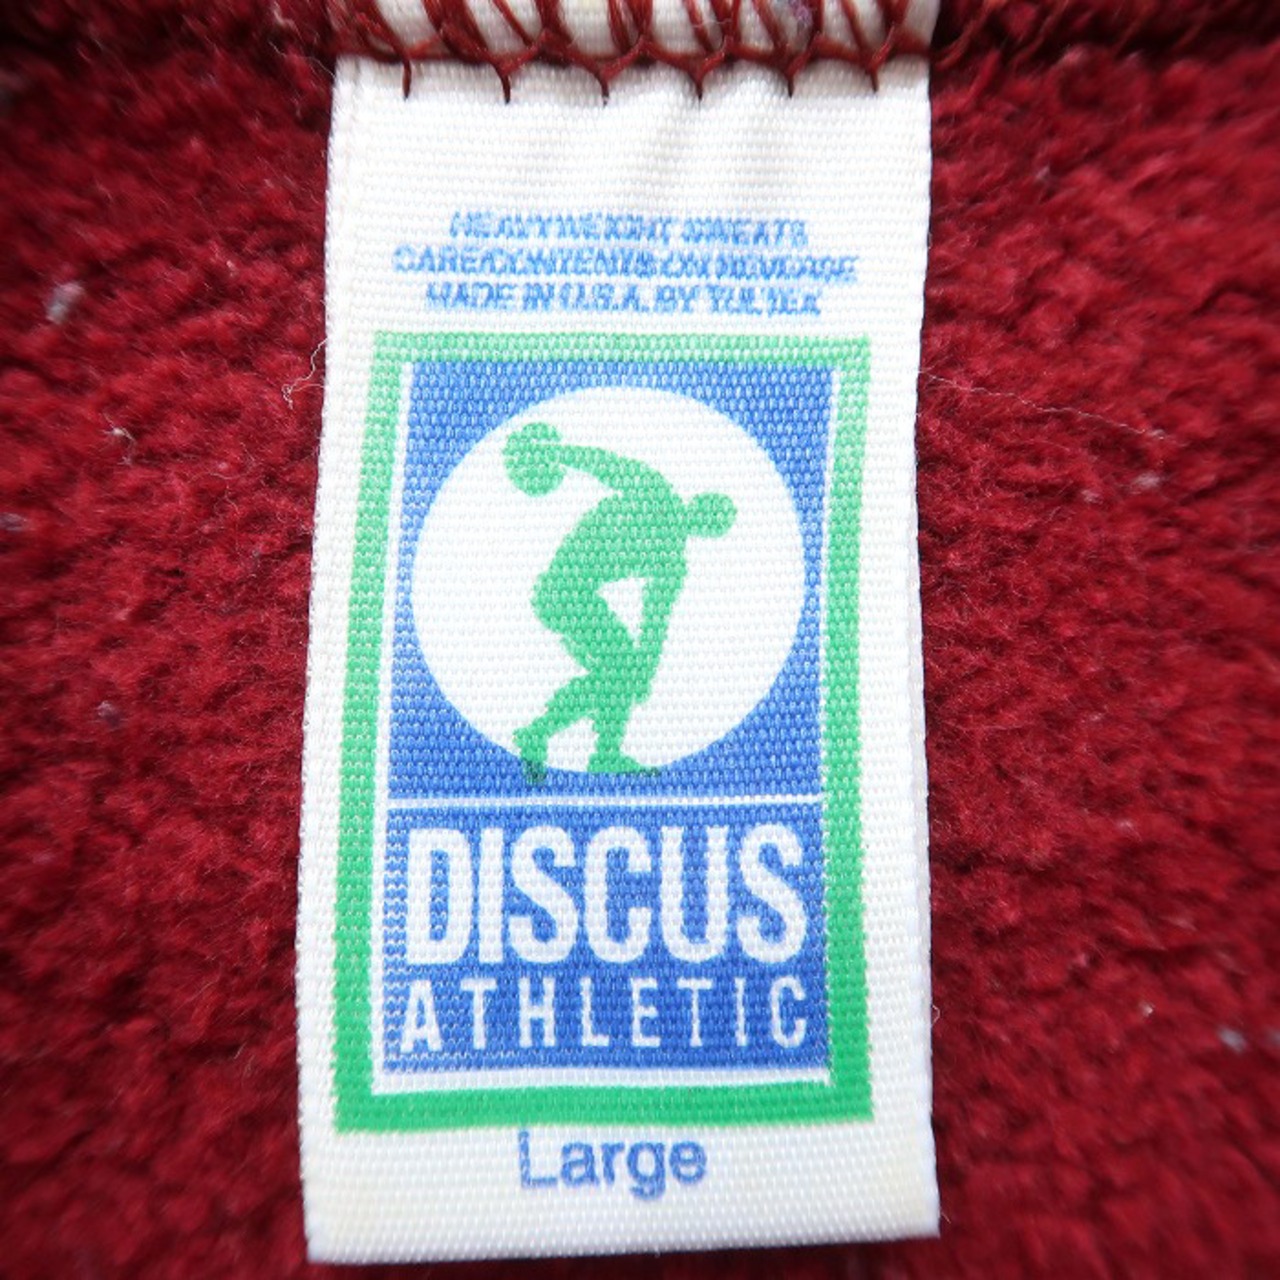 HEAVYWEIGHT SWEATS
CARE/CONTENTS ON REVERSE
MADE IN U.S.A. BY TULTEX
DISCUS
ATHLETIC
Large